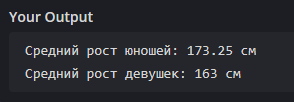 Your Output
Средний рост юношей: 173.25 см
Средний рост девушек: 163 см